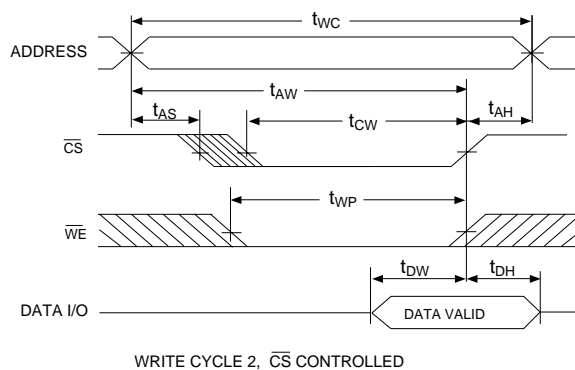 tWC
ADDRESS
tAW
tAS
tCW
tAH
CS
tWP
WE
tDW
tDH
DATA I/O
DATA VALID
WRITE CYCLE 2, CS CONTROLLED